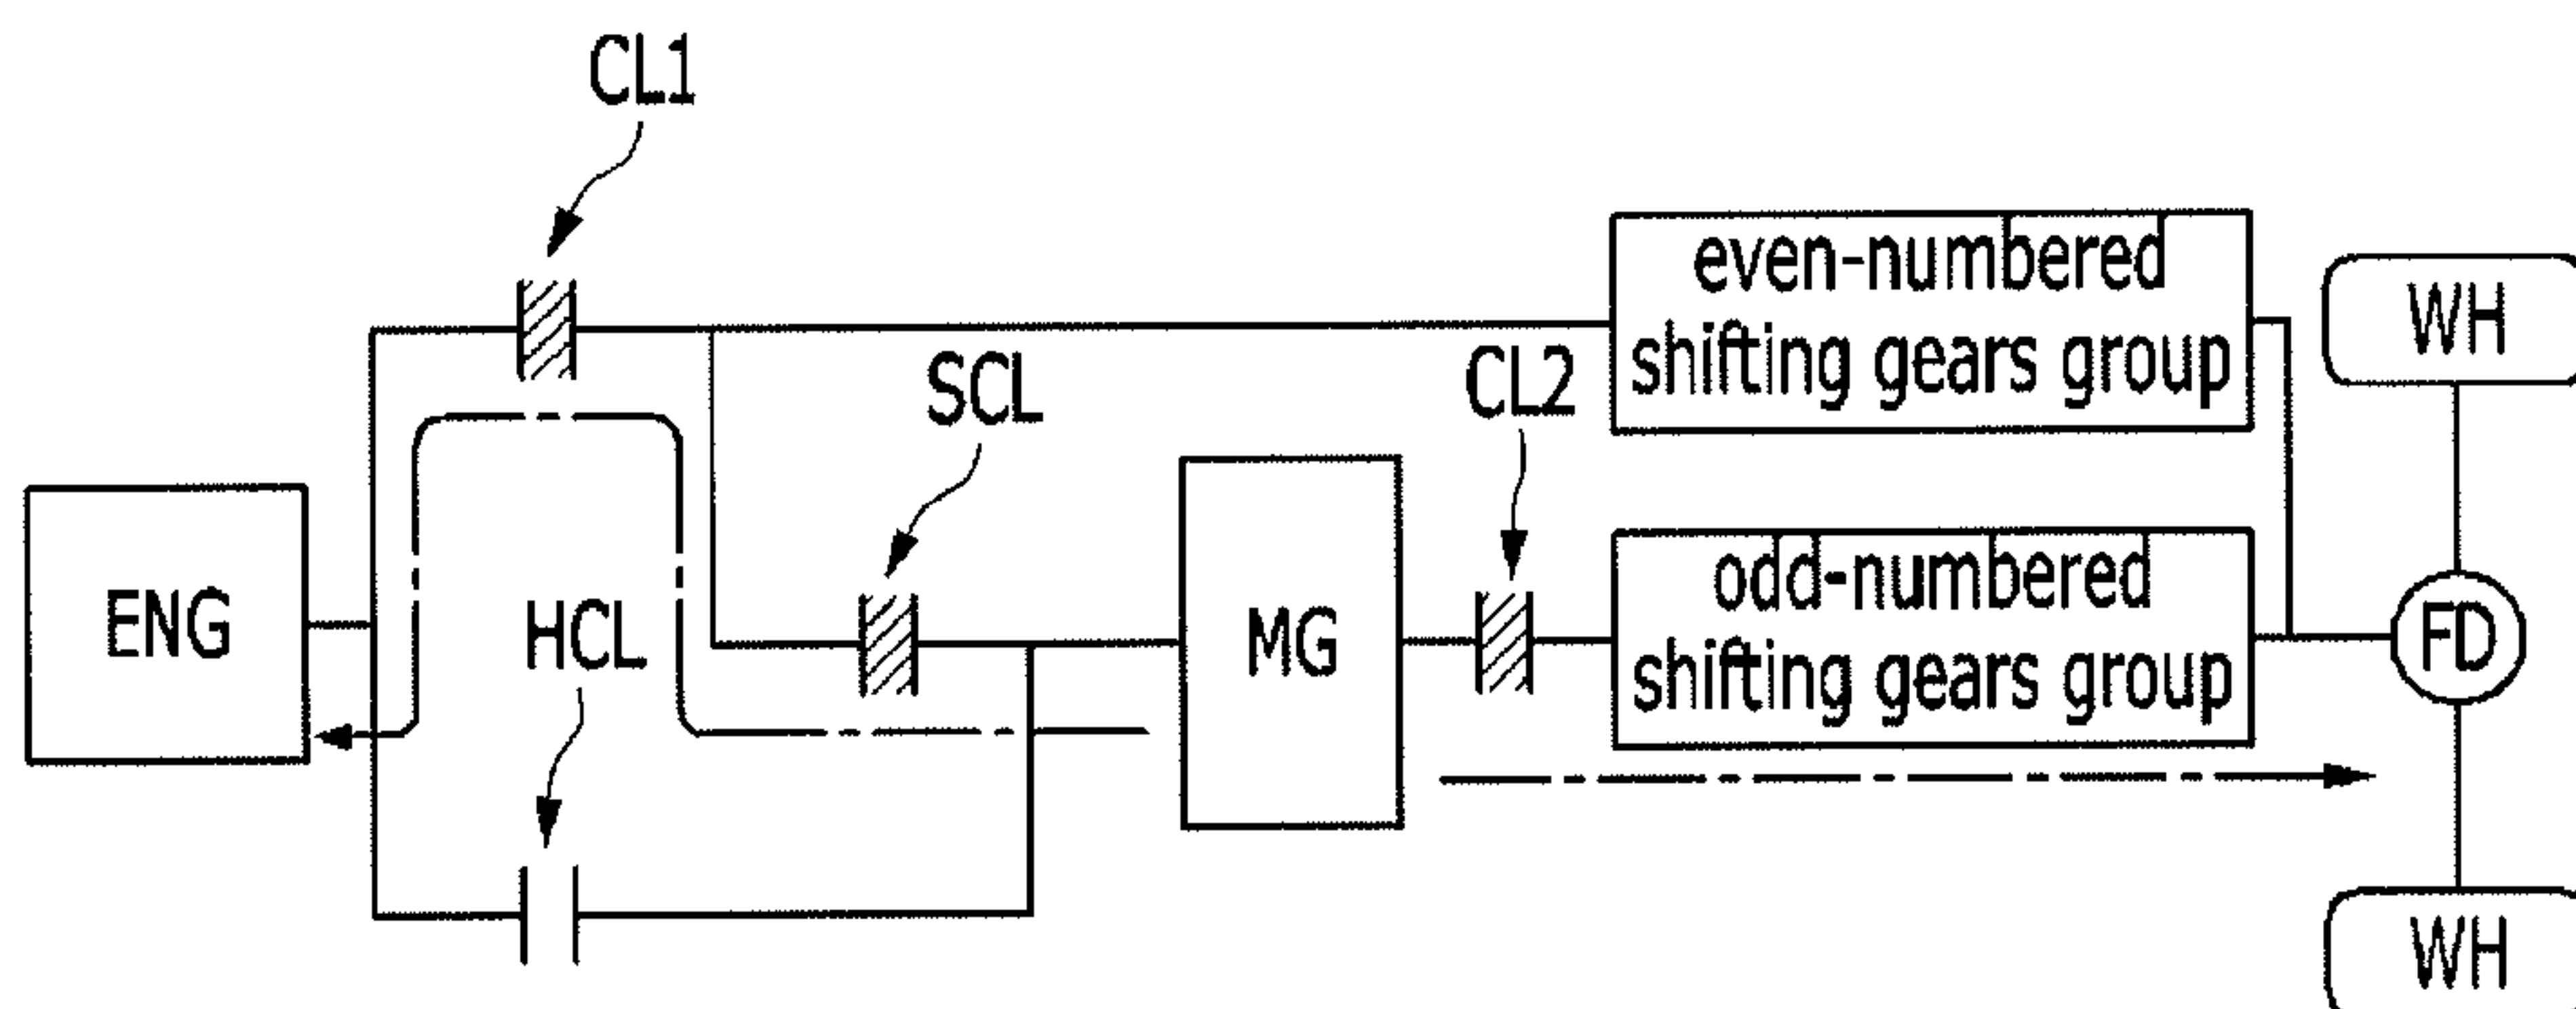 CL1
even-numbered
shifting gears group
WH
SCL
CL2
ENG
HCL
MG
odd-numbered
shifting gears group
FD
WH